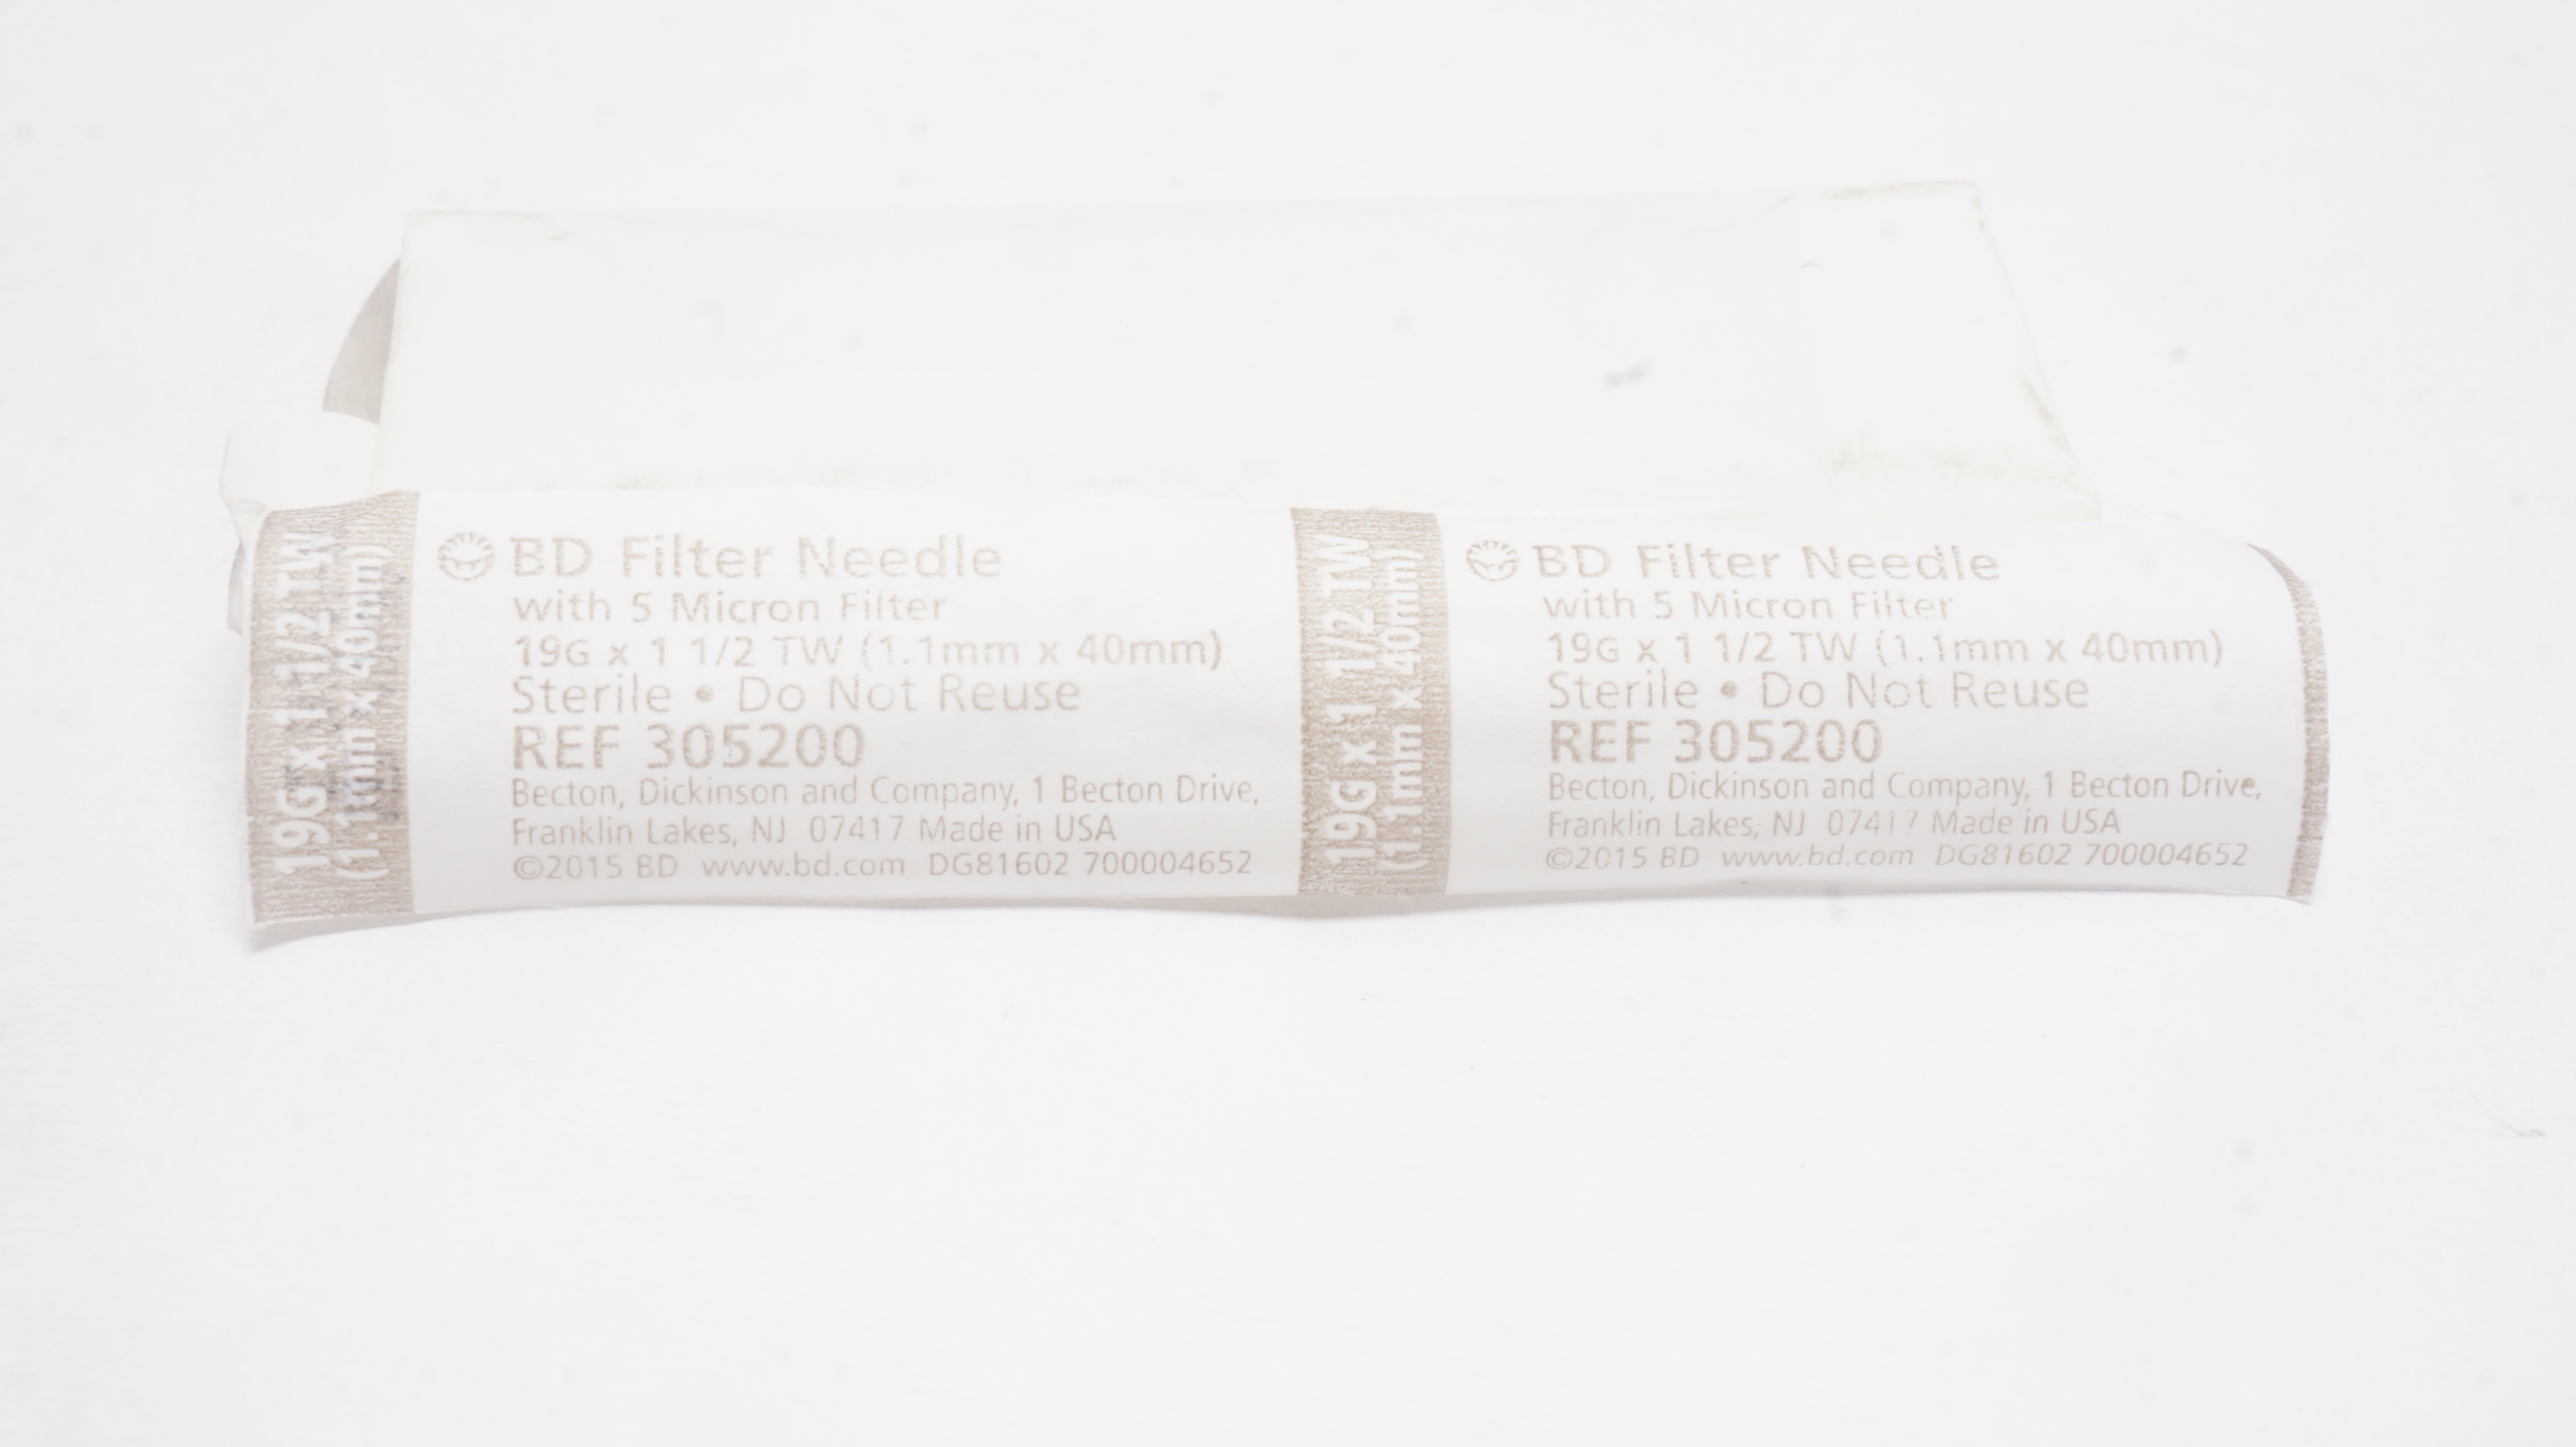 19G x 1 1/2 TW
(1.1mm x 40mm)
BD Filter Needle
with 5 Micron Filter
19G x 1 1/2 TW (1.1mm x 40mm)
Sterile • Do Not Reuse
REF 305200
Becton, Dickinson and Company, 1 Becton Drive,
Franklin Lakes, NJ 07417 Made in USA
©2015 BD www.bd.com DG81602 700004652
19G x 1 1/2 TW
(1.1mm x 40mm)
BD Filter Needle
with 5 Micron Filter
19G x 1 1/2 TW (1.1mm x 40mm)
Sterile • Do Not Reuse
REF 305200
Becton, Dickinson and Company, 1 Becton Drive,
Franklin Lakes, NJ 07417 Made in USA
©2015 BD www.bd.com DG81602 700004652